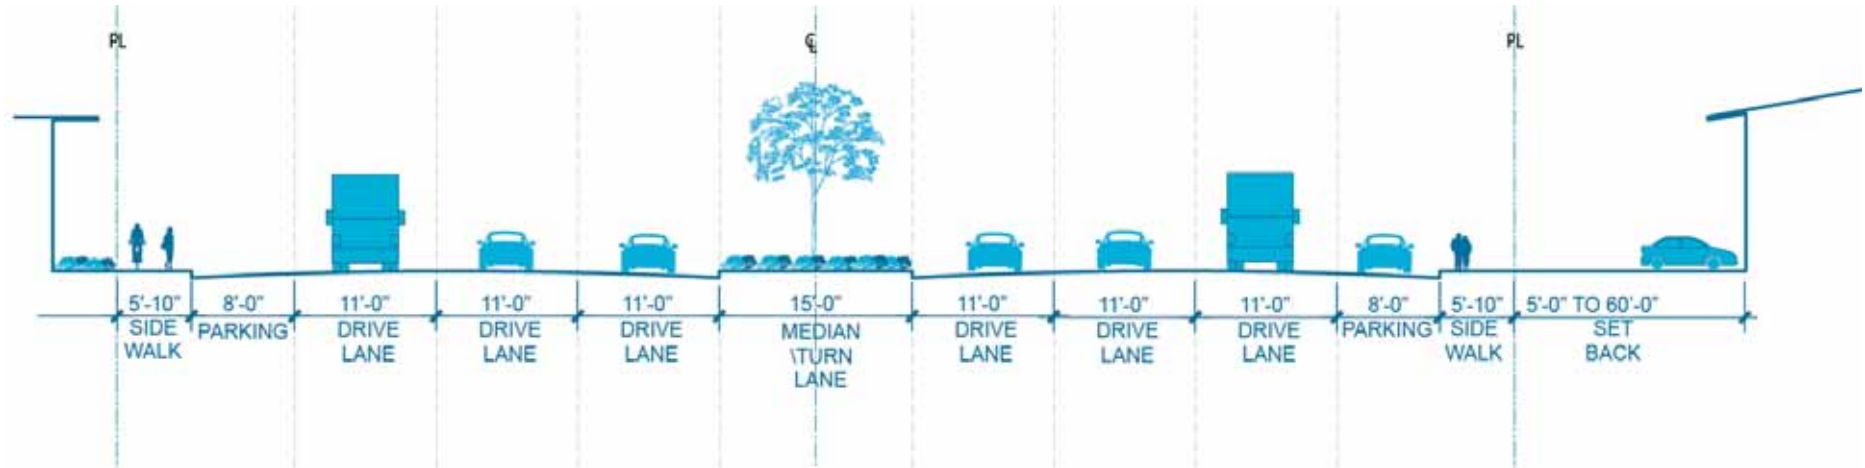 PL
CL
PL
5'-10" 8'-0" 11'-0" 11'-0" 11'-0" 15'-0" 11'-0" 11'-0" 11'-0" 8'-0" 5'-10" 5'-0" TO 60'-0"
SIDE PARKING DRIVE DRIVE DRIVE MEDIAN DRIVE DRIVE DRIVE PARKING SIDE SET
WALK LANE LANE LANE \TURN LANE LANE LANE WALK BACK
LANE